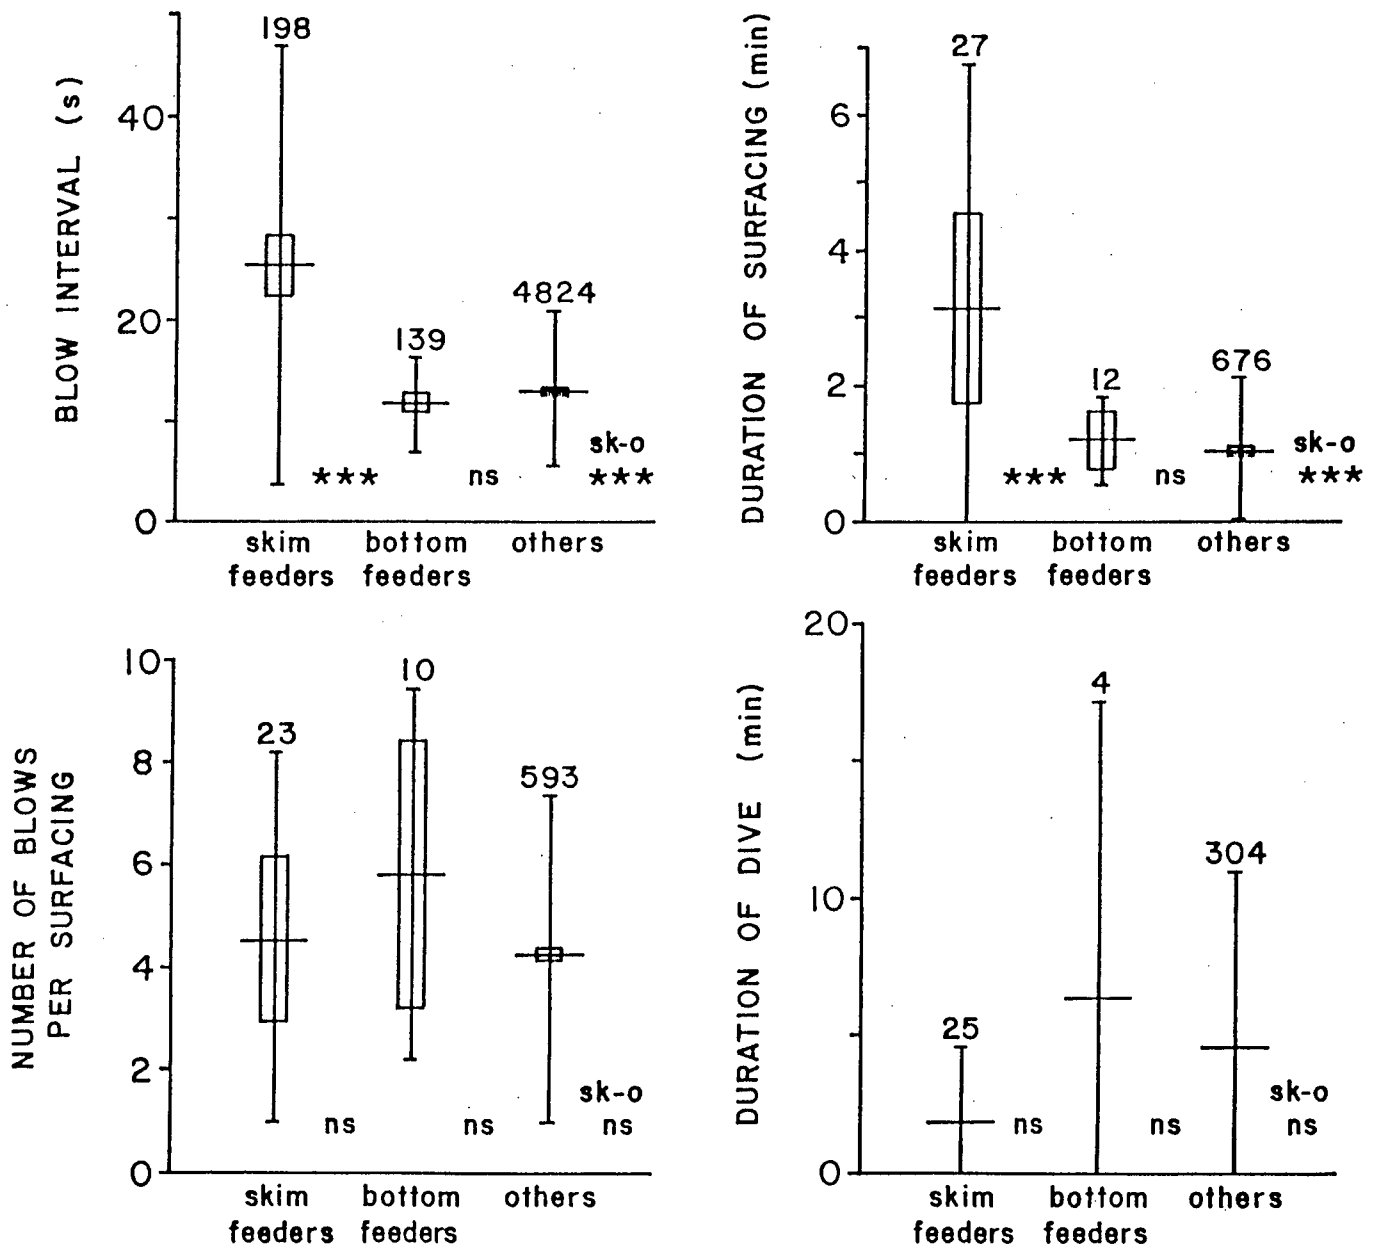 BLOW INTERVAL (s)
40
20
0
198
139
4824
sk-o
*** ns ***
skim bottom others
feeders feeders
DURATION OF SURFACING (min)
6
4
2
0
27
12
676
sk-o
*** ns ***
skim bottom others
feeders feeders
NUMBER OF BLOWS
PER SURFACING
10
8
6
4
2
0
23
10
593
sk-o
ns ns ns
skim bottom others
feeders feeders
DURATION OF DIVE (min)
20
10
0
25
4
304
sk-o
ns ns ns
skim bottom others
feeders feeders